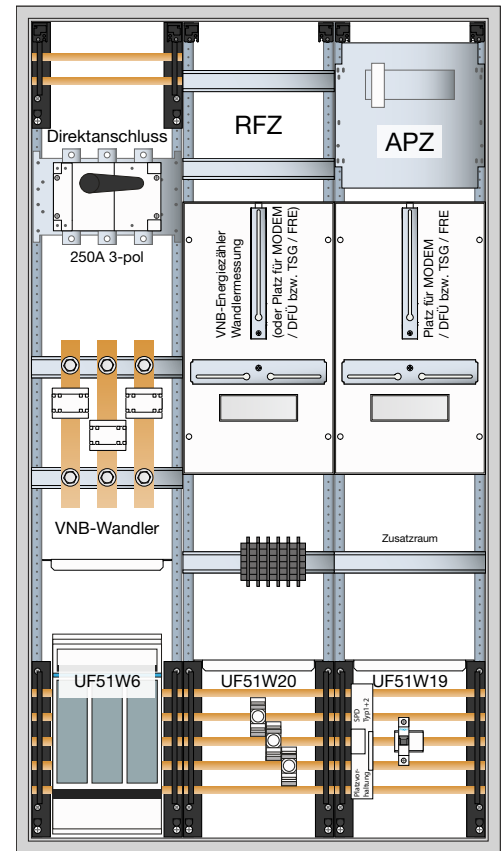 RFZ
APZ
Direktanschluss
250A 3-pol
VNB-Energiezähler
Wandlermessung
(oder Platz für MODEM
/ DFÜ bzw. TSG / FRE)
Platz für MODEM
/ DFÜ bzw. TSG / FRE
VNB-Wandler
Zusatzraum
UF51W6
UF51W20
UF51W19
SPD
Typ1+2
Platzvor-
haltung